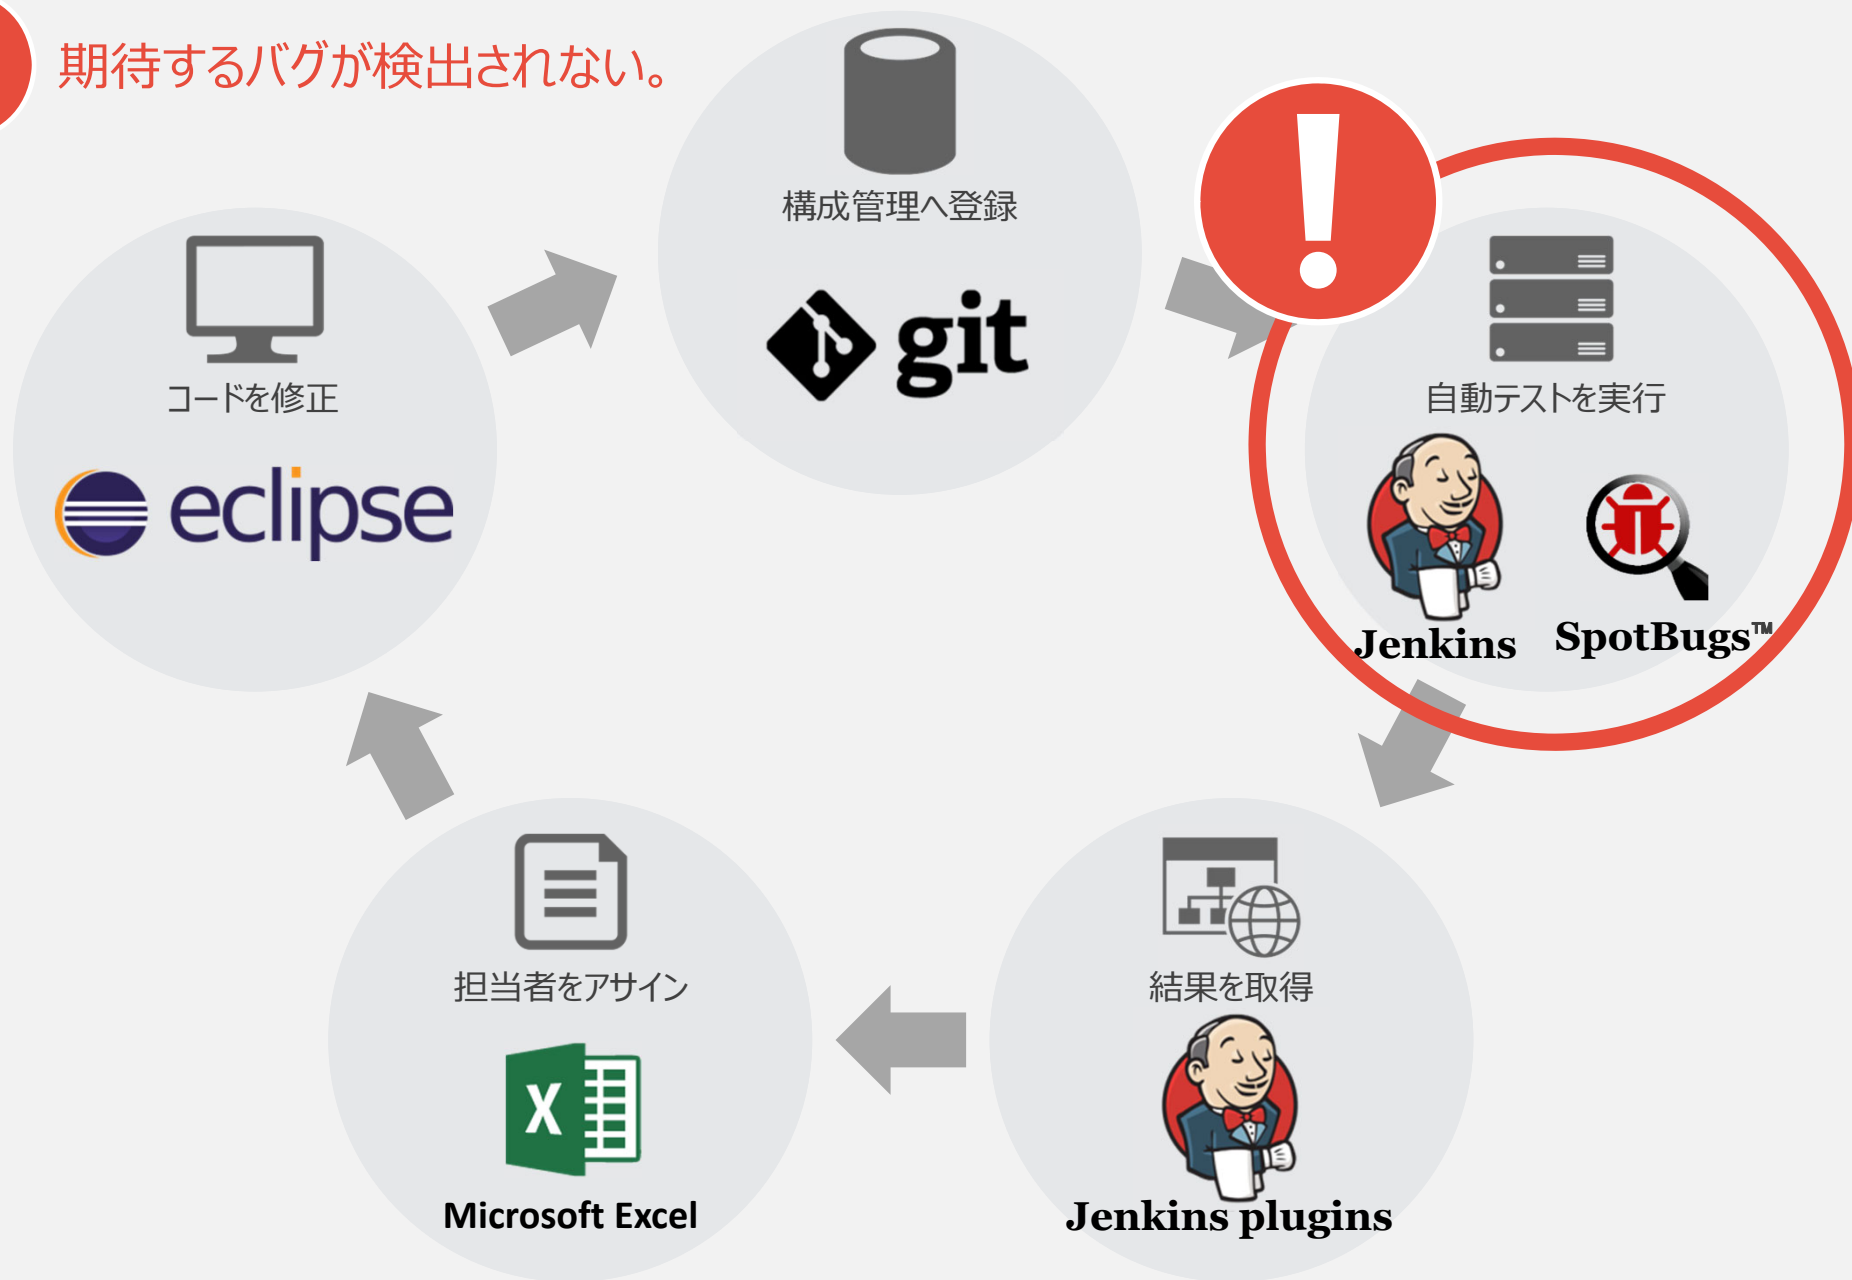 期待するバグが検出されない。
構成管理へ登録
git
!
コードを修正
eclipse
自動テストを実行
Jenkins
SpotBugs™
担当者をアサイン
X
Microsoft Excel
結果を取得
Jenkins plugins